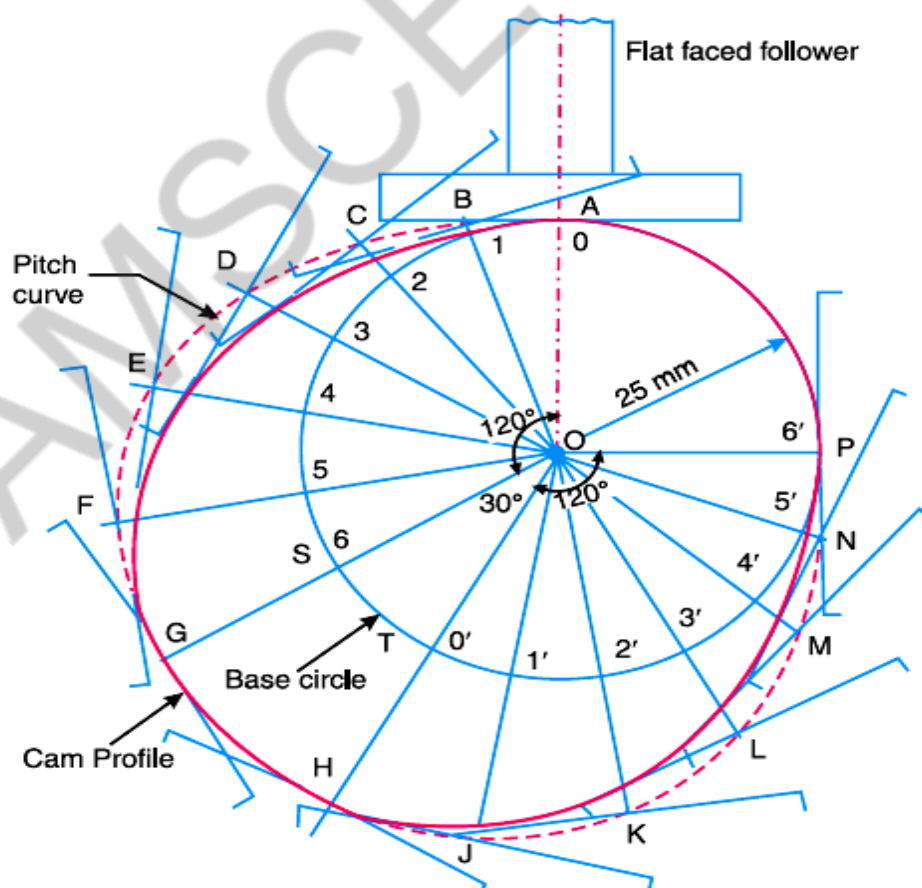 AMSCE
Flat faced follower
A
B
C
0
1
D
2
Pitch
curve
3
E
4
25 mm
120°
O
6′
P
5
30°
120°
5′
F
S
6
N
4′
G
T
0′
3′
M
1′
2′
Base circle
L
Cam Profile
H
K
J